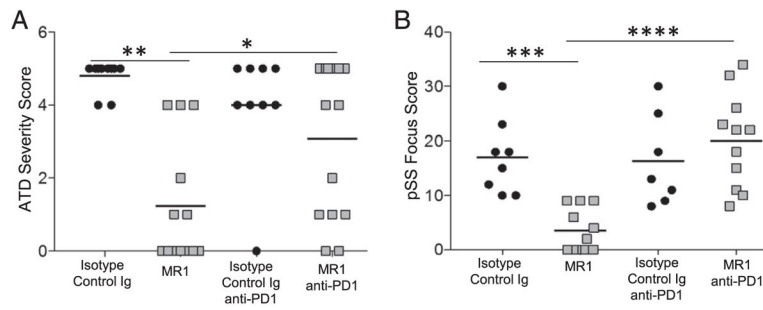 A
B
ATD Severity Score
6
4
2
0
**
*
Isotype
Control Ig
MR1
Isotype
Control Ig
anti-PD1
MR1
anti-PD1
pSS Focus Score
40
30
20
10
0
***
****
Isotype
Control Ig
MR1
Isotype
Control Ig
anti-PD1
MR1
anti-PD1